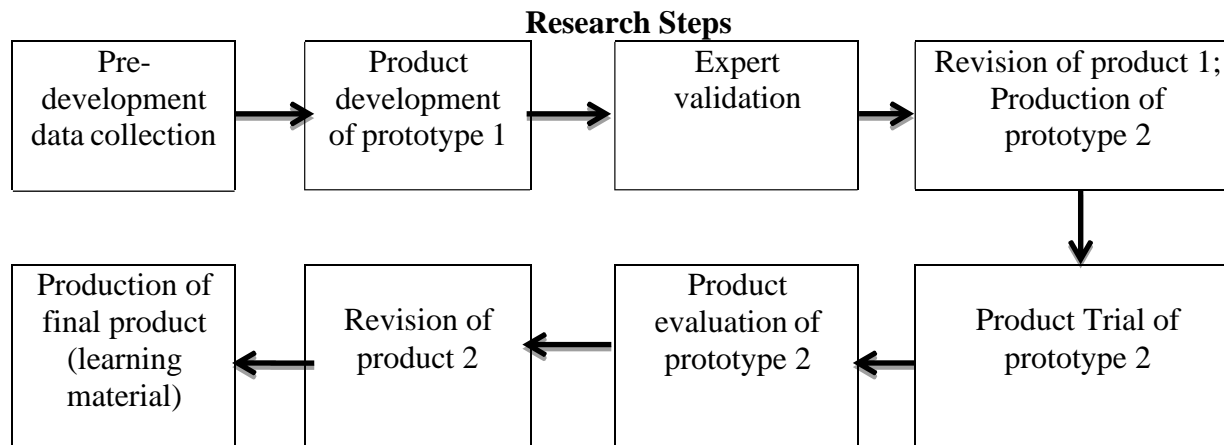 Research Steps
Pre-
development
data collection
Product
development
of prototype 1
Expert
validation
Revision of product 1;
Production of
prototype 2
Product Trial of
prototype 2
Product
evaluation of
prototype 2
Revision of
product 2
Production of
final product
(learning
material)